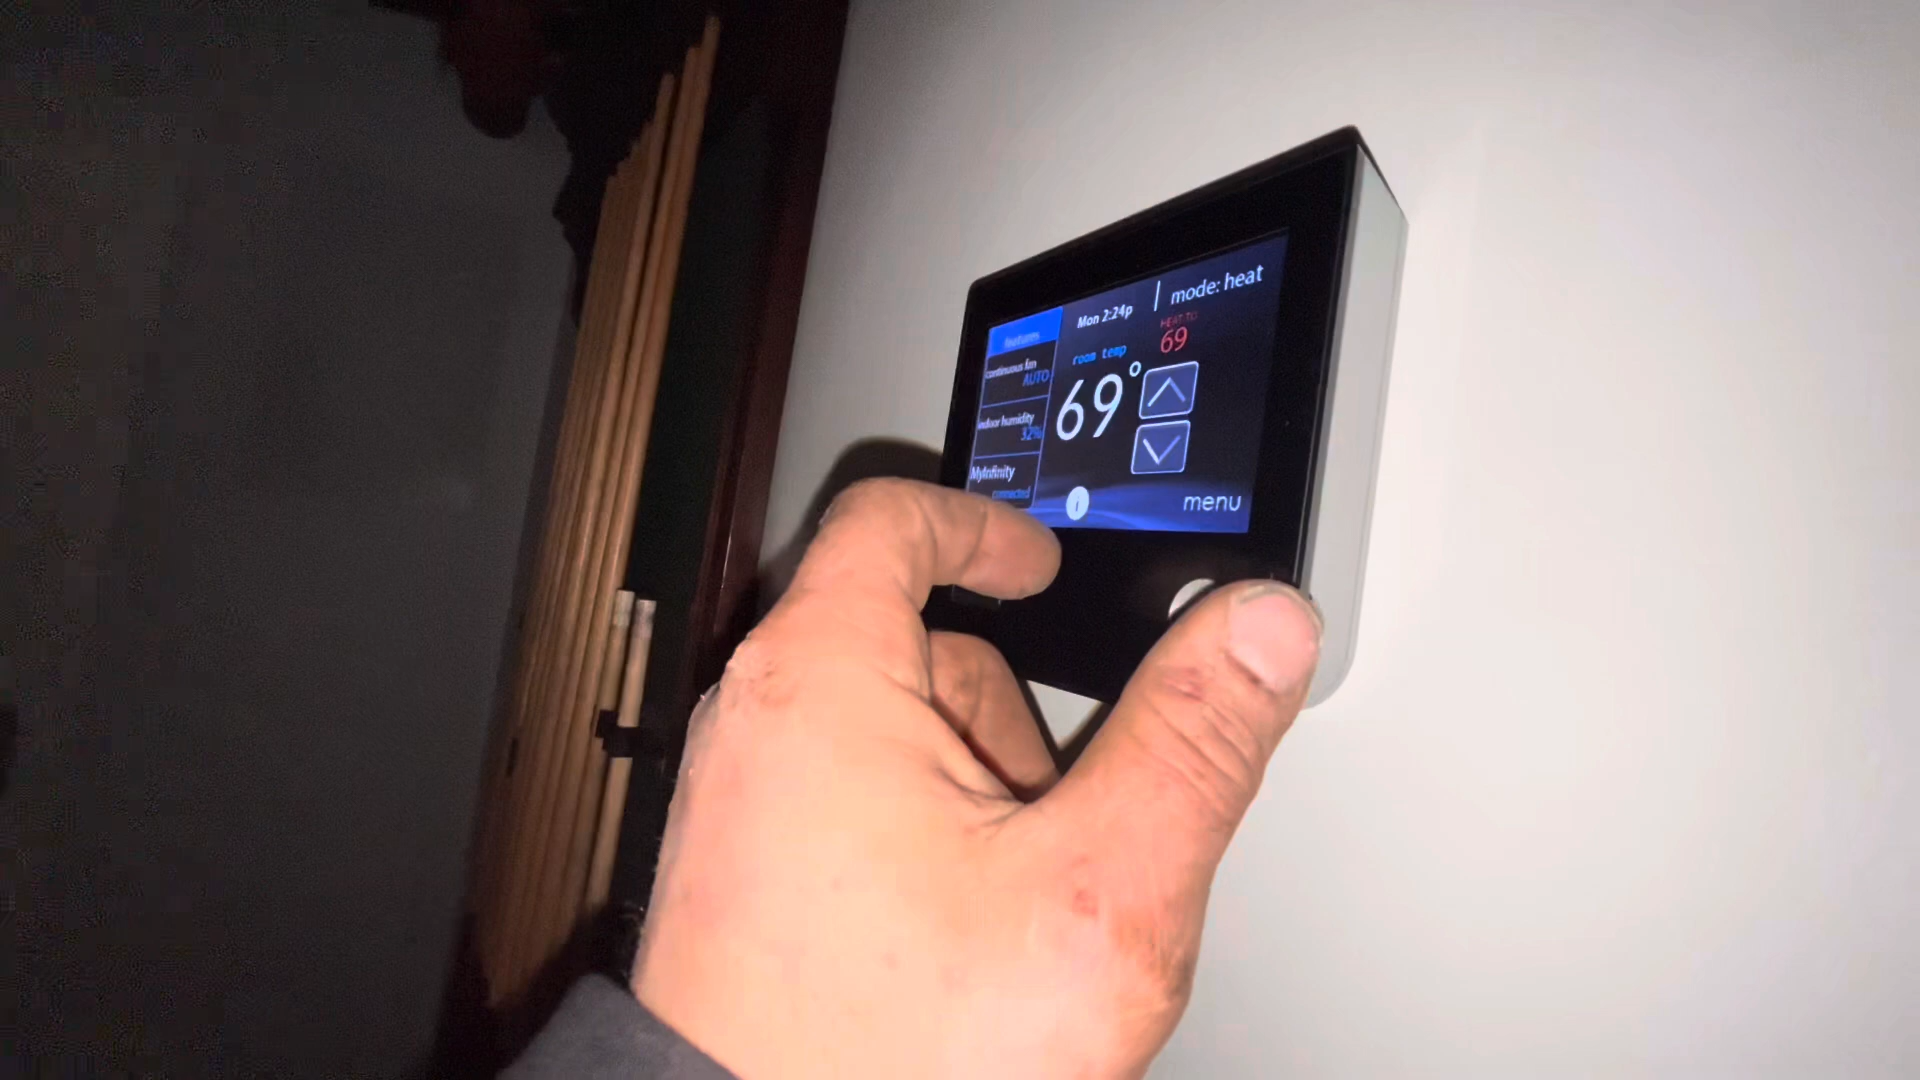 Mon 2:24p
mode: heat
features
continuous fan
AUTO
room temp
HEAT TO
69
69°
indoor humidity
32%
MyInfinity
connected
i
menu